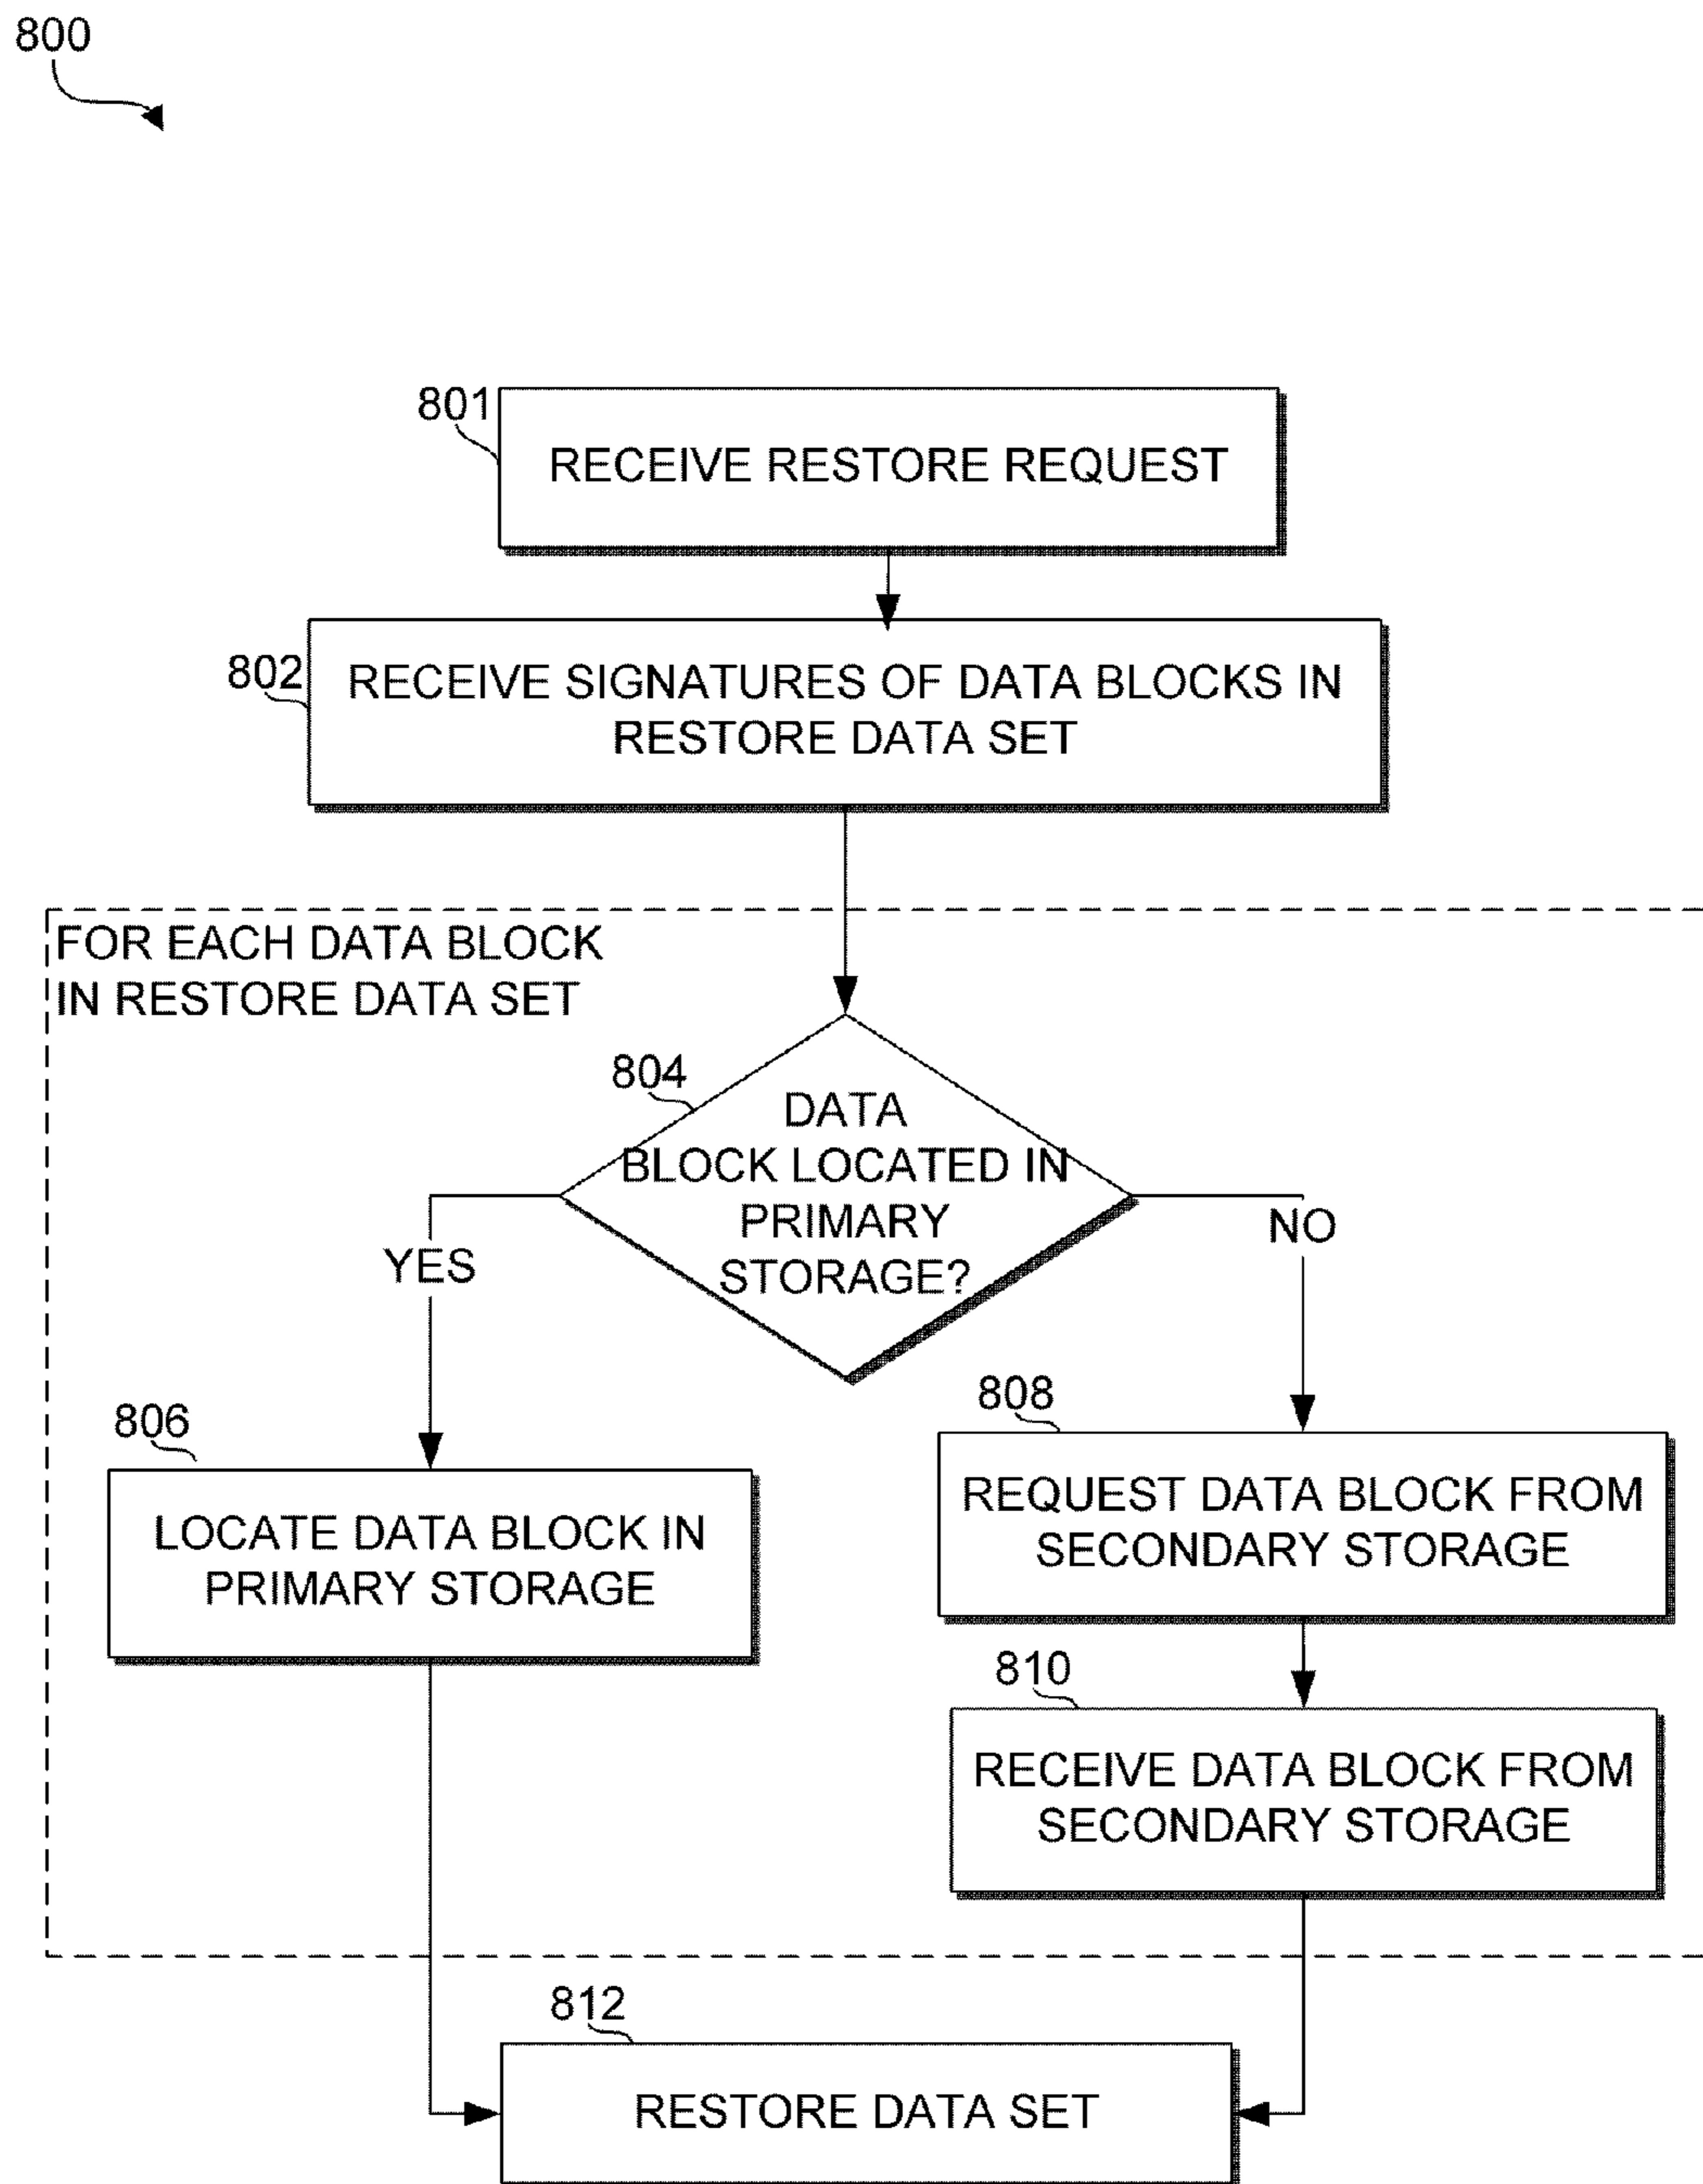 800
801
RECEIVE RESTORE REQUEST
802
RECEIVE SIGNATURES OF DATA BLOCKS IN
RESTORE DATA SET
FOR EACH DATA BLOCK
IN RESTORE DATA SET
804
DATA
BLOCK LOCATED IN
PRIMARY
STORAGE?
YES
NO
806
LOCATE DATA BLOCK IN
PRIMARY STORAGE
808
REQUEST DATA BLOCK FROM
SECONDARY STORAGE
810
RECEIVE DATA BLOCK FROM
SECONDARY STORAGE
812
RESTORE DATA SET